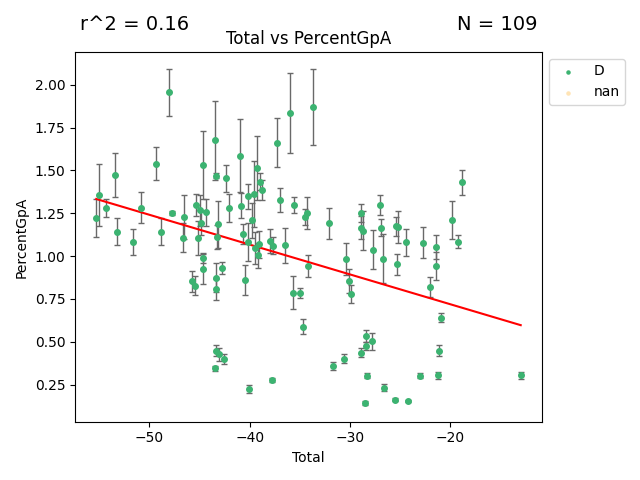 r^2 = 0.16
N = 109
Total vs PercentGpA
D
nan
PercentGpA
2.00
1.75
1.50
1.25
1.00
0.75
0.50
0.25
−50
−40
−30
−20
Total